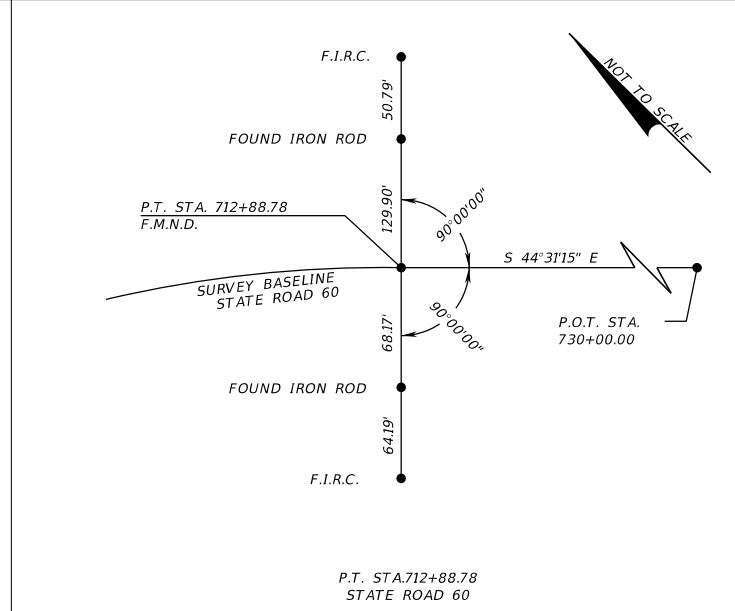 F.I.R.C.
50.79'
NOT TO SCALE
FOUND IRON ROD
129.90'
90°00'00"
P.T. STA. 712+88.78
F.M.N.D.
S 44°31'15" E
SURVEY BASELINE
STATE ROAD 60
68.17'
90°00'00"
P.O.T. STA.
730+00.00
FOUND IRON ROD
64.19'
F.I.R.C.
P.T. STA.712+88.78
STATE ROAD 60